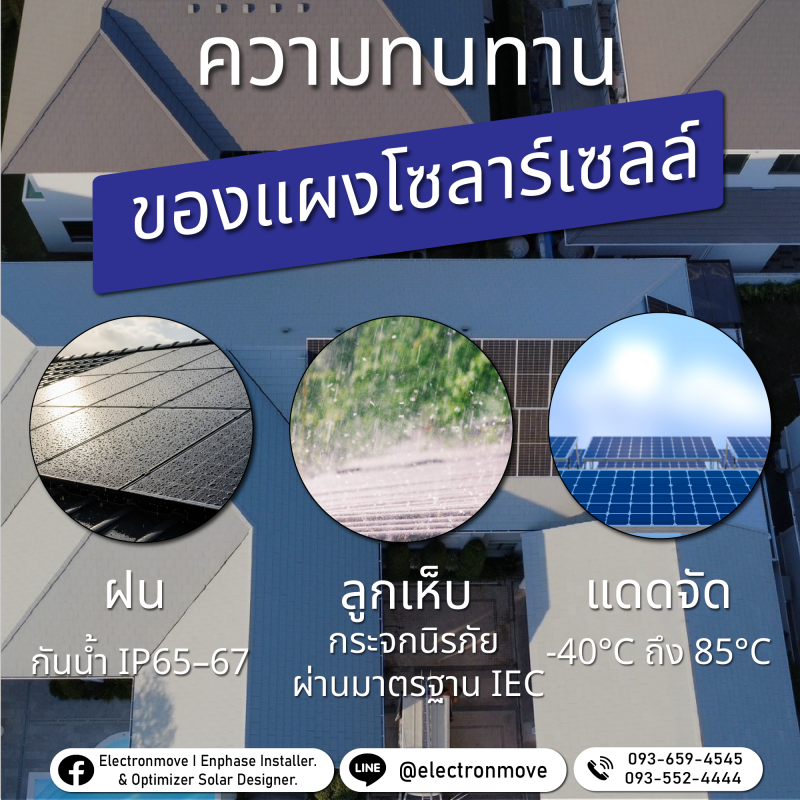 ความทนทาน
ของแผงโซลาร์เซลล์
ฝน
กันน้ำ IP65–67
ลูกเห็บ
กระจกนิรภัย
ผ่านมาตรฐาน IEC
แดดจัด
-40°C ถึง 85°C
Electronmove I Enphase Installer.
& Optimizer Solar Designer.
LINE
@electronmove
093-659-4545
093-552-4444